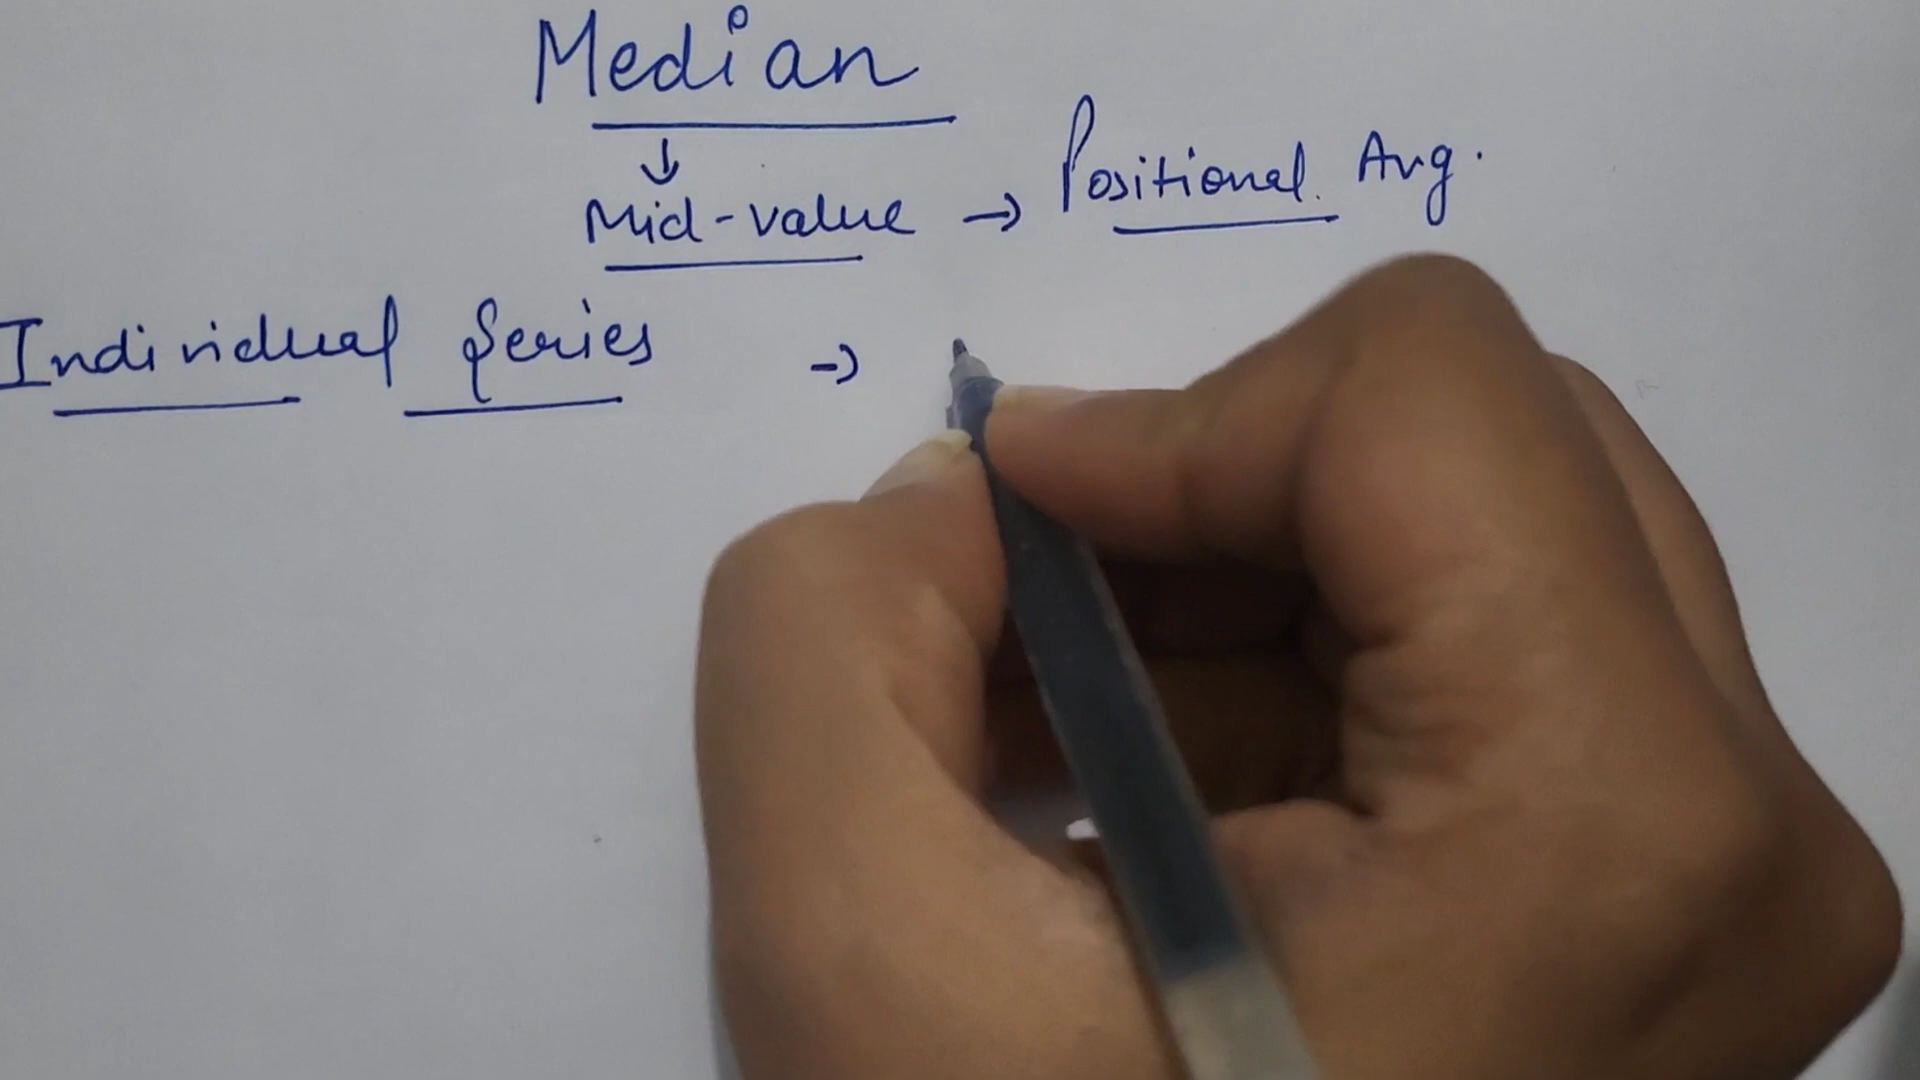 Median
↓
Mid-value → Positional Avg.
Individual Series →